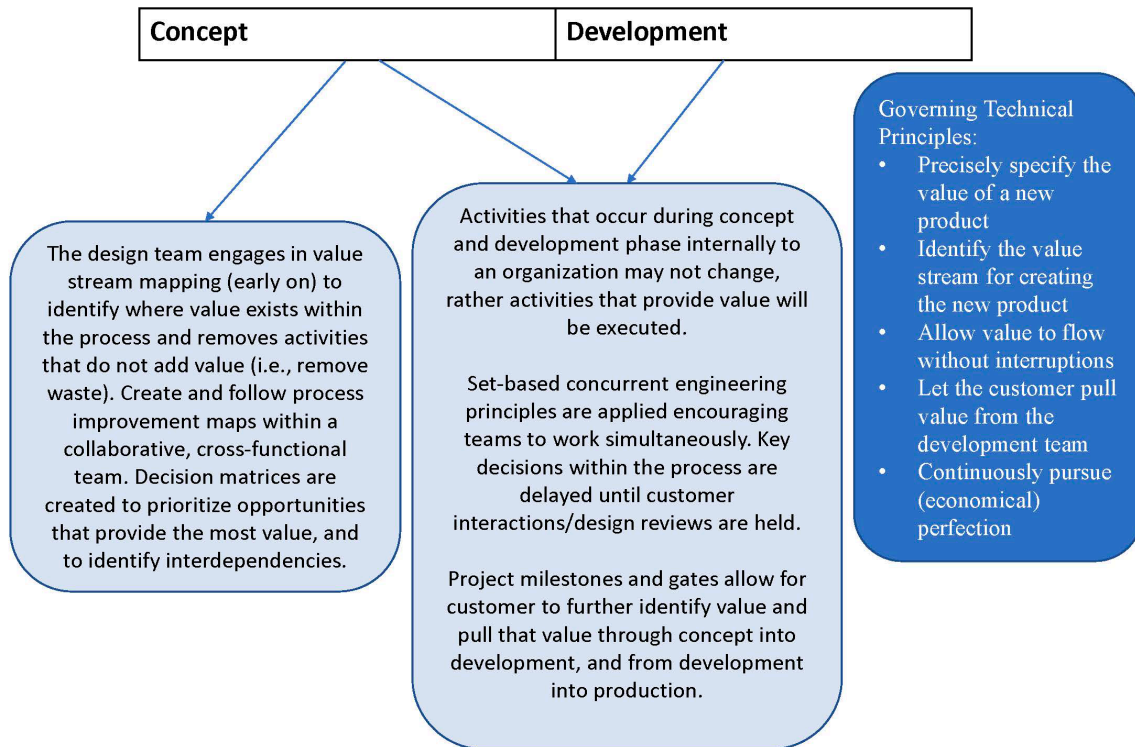 Concept
Development
The design team engages in value
stream mapping (early on) to
identify where value exists within
the process and removes activities
that do not add value (i.e., remove
waste). Create and follow process
improvement maps within a
collaborative, cross-functional
team. Decision matrices are
created to prioritize opportunities
that provide the most value, and
to identify interdependencies.
Activities that occur during concept
and development phase internally to
an organization may not change,
rather activities that provide value will
be executed.
Set-based concurrent engineering
principles are applied encouraging
teams to work simultaneously. Key
decisions within the process are
delayed until customer
interactions/design reviews are held.
Project milestones and gates allow for
customer to further identify value and
pull that value through concept into
development, and from development
into production.
Governing Technical
Principles:
• Precisely specify the
value of a new
product
• Identify the value
stream for creating
the new product
• Allow value to flow
without interruptions
• Let the customer pull
value from the
development team
• Continuously pursue
(economical)
perfection